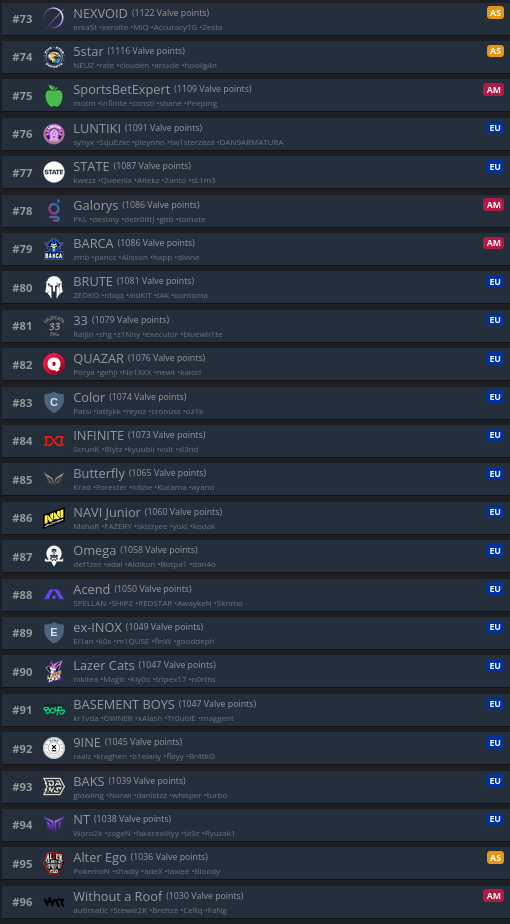 #73 NEXVOID (1122 Valve points) AS
erkaSt •xerolte •MiQ •AccuracyTG •Zesta
#74 5star (1116 Valve points) AS
NEUZ •rate •clouden •ariucle •hoolig4n
#75 SportsBetExpert (1109 Valve points) AM
motm •infinite •consti •shane •Peeping
#76 LUNTIKI (1091 Valve points) EU
synyx •SquEzxc •pleynnn •tw1sterzaza •DAN9ARMATURA
#77 STATE (1087 Valve points) EU
STATE
kwezz •Queenix •Altekz •Zanto •sL1m3
#78 Galorys (1086 Valve points) AM
PKL •destiny •detr0ittj •gbb •tomate
#79 BARCA (1086 Valve points) AM
BARCA
zmb •pancc •Alisson •happ •divine
#80 BRUTE (1081 Valve points) EU
ZEDKO •nbqq •aidKiT •tAk •oontoma
#81 33 (1079 Valve points) EU
33
Raijin •shg •z1Nny •executor •bluewh1te
#82 QUAZAR (1076 Valve points) EU
Porya •gehji •Ne1XXX •newt •kalori
#83 Color (1074 Valve points) EU
C
Patsi •lattykk •reyoz •cronuss •oz1k
#84 INFINITE (1073 Valve points) EU
ScrunK •Blytz •kyuubii •volt •sl3nd
#85 Butterfly (1065 Valve points) EU
Krad •Forester •nitzie •Kurama •ayano
#86 NAVI Junior (1060 Valve points) EU
MahaR •FAZERY •skizzyee •yoki •kodak
#87 Omega (1058 Valve points) EU
def1zer •adai •Aidikon •Botpa1 •dan4o
#88 Acend (1050 Valve points) EU
SPELLAN •SHiPZ •REDSTAR •AwaykeN •Skrimo
#89 ex-INOX (1049 Valve points) EU
E
Ei1an •k0s •m1QUSE •finW •gooddeph
#90 Lazer Cats (1047 Valve points) EU
nikitea •Magic •Kiy0o •tripex17 •n0rths
#91 BASEMENT BOYS (1047 Valve points) EU
kr1vda •OWNER •kAlash •Tr0ublE •maggent
#92 9INE (1045 Valve points) EU
raalz •kraghen •b1elany •flayy •Br4tkO
#93 BAKS (1039 Valve points) EU
glowiing •Norwi •danistzz •whisper •turbo
#94 NT (1038 Valve points) EU
Woro2k •zogeN •fakerealityy •ta9z •Ryuzak1
#95 Alter Ego (1036 Valve points) AS
PokemoN •shadiy •adeX •laxiee •Bloody
#96 Without a Roof (1030 Valve points) AM
autimatic •Stewie2K •Brehze •CeRq •FaNg